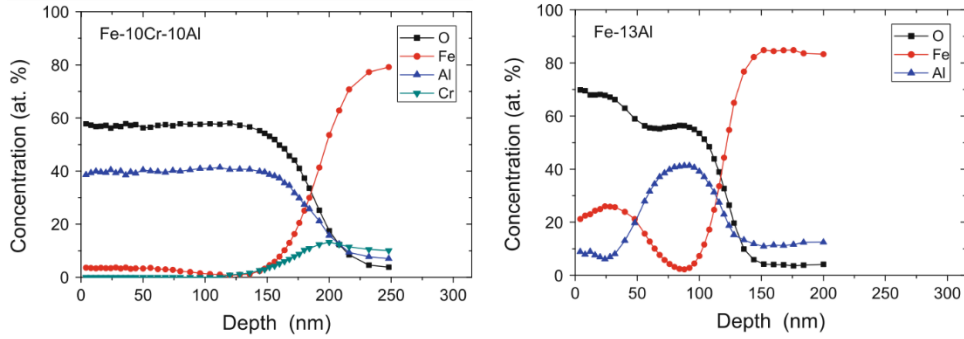 Fe-10Cr-10Al
O
Fe
Al
Cr
Concentration (at. %)
100
80
60
40
20
0
0 50 100 150 200 250 300
Depth (nm)
Fe-13Al
O
Fe
Al
Concentration (at. %)
100
80
60
40
20
0
0 50 100 150 200 250 300
Depth (nm)